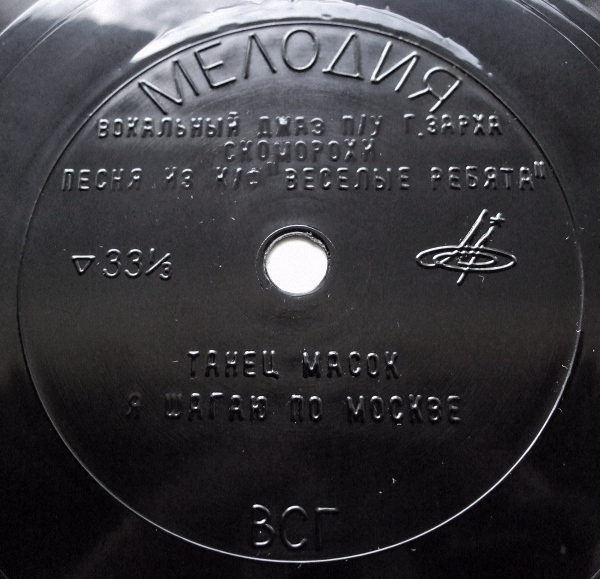 МЕЛОДИЯ
ВОКАЛЬНЫЙ ДЖАЗ П/У Г.ЗАРХА
СКОМОРОХИ
ПЕСНЯ ИЗ К/Ф "ВЕСЕЛЫЕ РЕБЯТА"
▽ 33⅓
ТАНЕЦ МАСОК
Я ШАГАЮ ПО МОСКВЕ
ВСГ